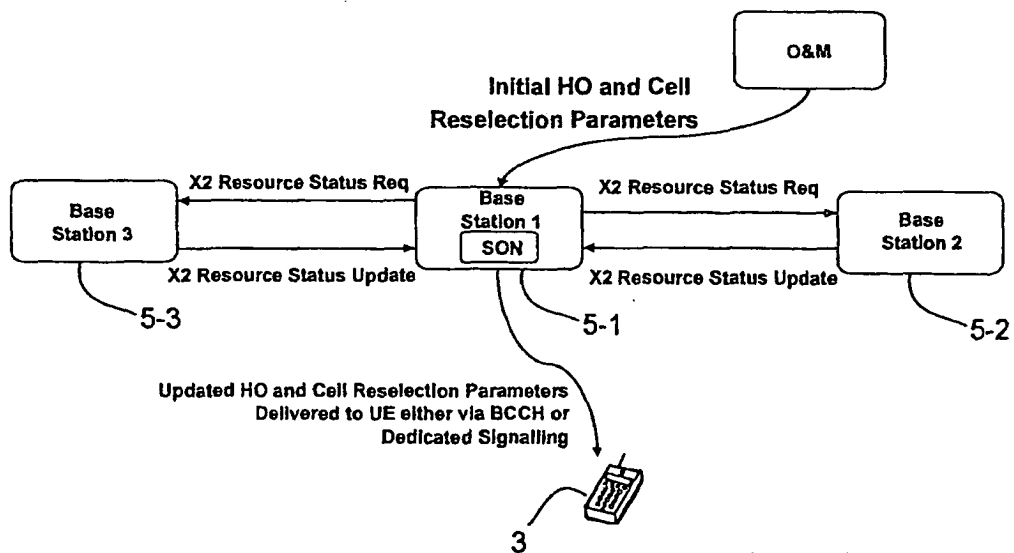 O&M
Initial HO and Cell
Reselection Parameters
X2 Resource Status Req
X2 Resource Status Req
Base
Station 3
Base
Station 1
SON
Base
Station 2
X2 Resource Status Update
X2 Resource Status Update
5-3
5-1
5-2
Updated HO and Cell Reselection Parameters
Delivered to UE either via BCCH or
Dedicated Signalling
3